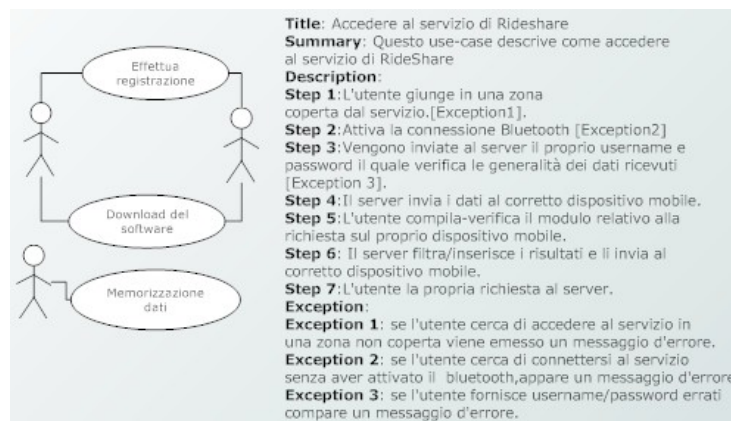 Effettua
registrazione
Download del
software
Memorizzazione
dati
Title: Accedere al servizio di Rideshare
Summary: Questo use-case descrive come accedere
al servizio di RideShare
Description:
Step 1:L'utente giunge in una zona
coperta dal servizio.[Exception1].
Step 2:Attiva la connessione Bluetooth [Exception2]
Step 3:Vengono inviate al server il proprio username e
password il quale verifica le generalità dei dati ricevuti
[Exception 3].
Step 4:Il server invia i dati al corretto dispositivo mobile.
Step 5:L'utente compila-verifica il modulo relativo alla
richiesta sul proprio dispositivo mobile.
Step 6: Il server filtra/inserisce i risultati e li invia al
corretto dispositivo mobile.
Step 7:L'utente la propria richiesta al server.
Exception:
Exception 1: se l'utente cerca di accedere al servizio in
una zona non coperta viene emesso un messaggio d'errore.
Exception 2: se l'utente cerca di connettersi al servizio
senza aver attivato il bluetooth,appare un messaggio d'errore
Exception 3: se l'utente fornisce username/password errati
compare un messaggio d'errore.